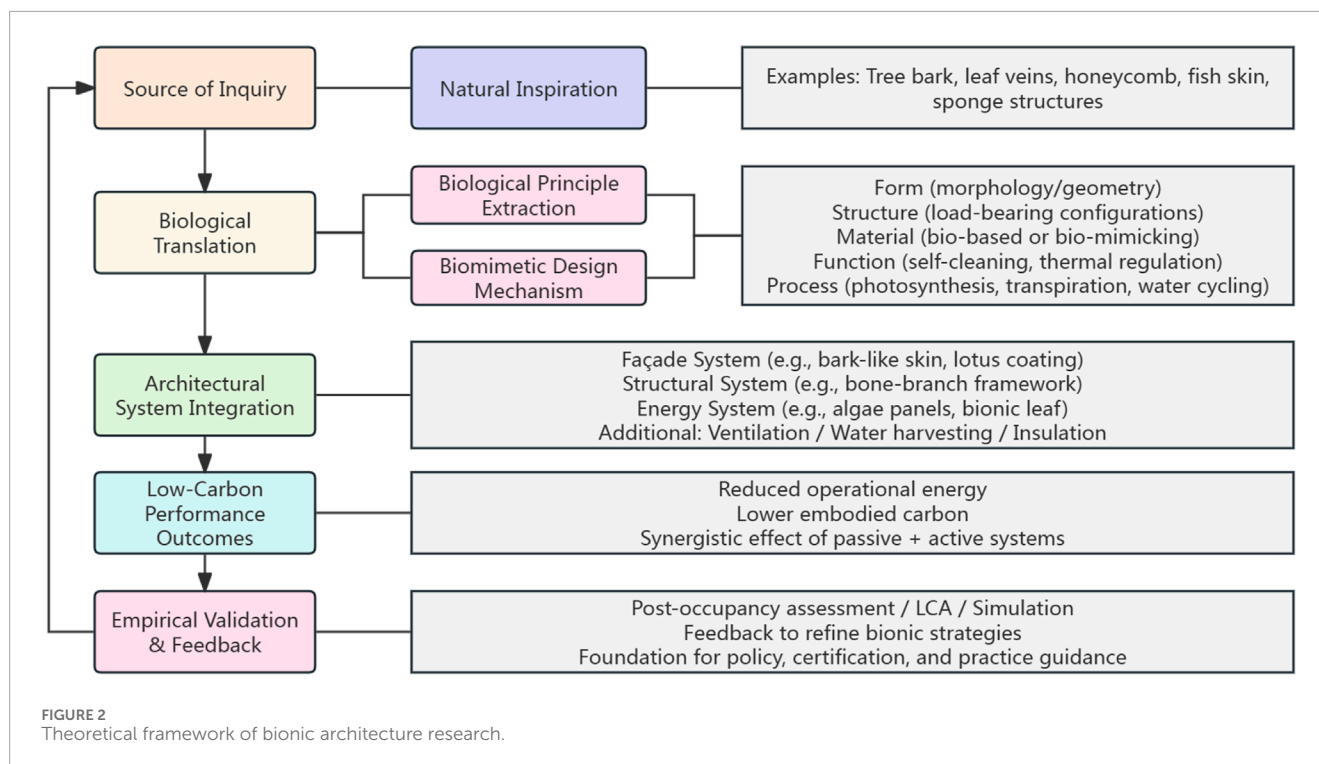 Source of Inquiry
Natural Inspiration
Examples: Tree bark, leaf veins, honeycomb, fish skin,
sponge structures
Biological
Translation
Biological Principle
Extraction
Biomimetic Design
Mechanism
Form (morphology/geometry)
Structure (load-bearing configurations)
Material (bio-based or bio-mimicking)
Function (self-cleaning, thermal regulation)
Process (photosynthesis, transpiration, water cycling)
Architectural
System Integration
Façade System (e.g., bark-like skin, lotus coating)
Structural System (e.g., bone-branch framework)
Energy System (e.g., algae panels, bionic leaf)
Additional: Ventilation / Water harvesting / Insulation
Low-Carbon
Performance
Outcomes
Reduced operational energy
Lower embodied carbon
Synergistic effect of passive + active systems
Empirical Validation
& Feedback
Post-occupancy assessment / LCA / Simulation
Feedback to refine bionic strategies
Foundation for policy, certification, and practice guidance
FIGURE 2
Theoretical framework of bionic architecture research.